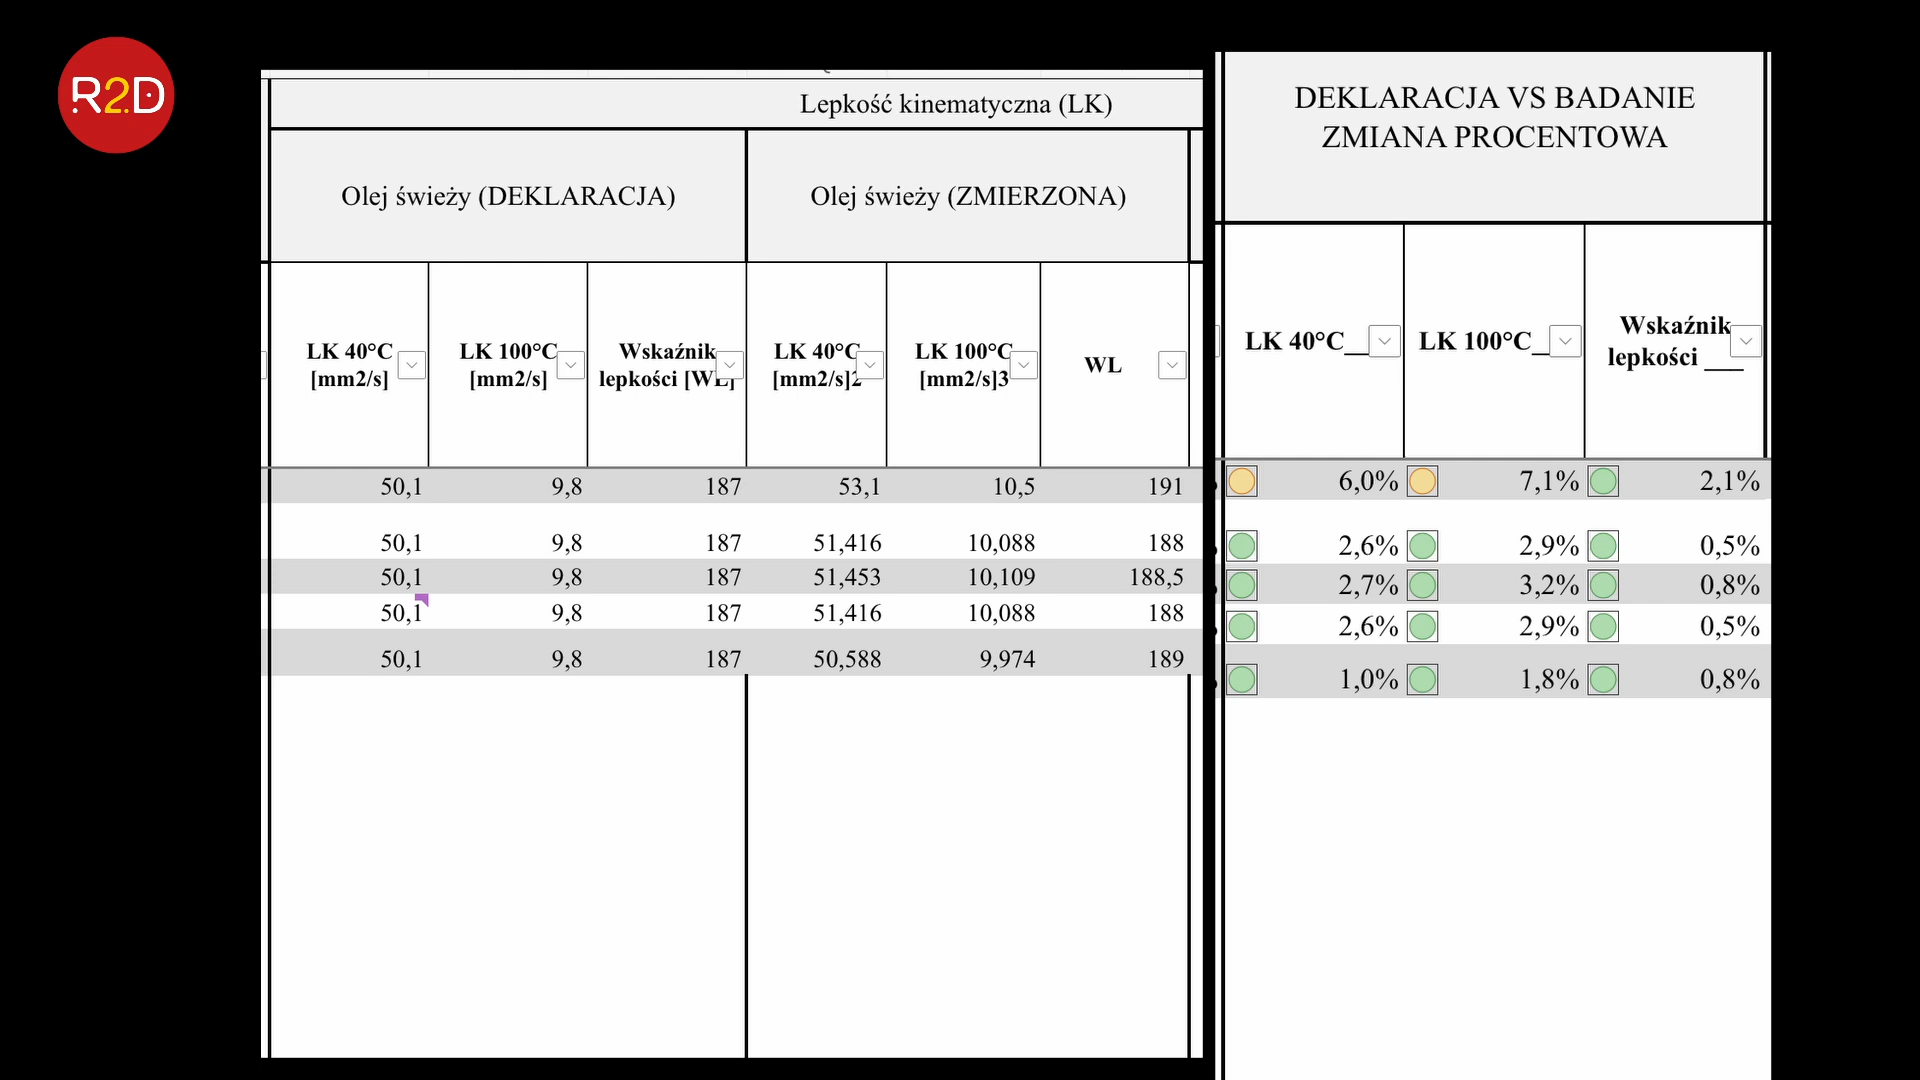 R2D
Lepkość kinematyczna (LK)
Olej świeży (DEKLARACJA) Olej świeży (ZMIERZONA)
LK 40°C [mm2/s] LK 100°C [mm2/s] Wskaźnik lepkości [WL] LK 40°C [mm2/s]2 LK 100°C [mm2/s]3 WL
50,1 9,8 187 53,1 10,5 191
50,1 9,8 187 51,416 10,088 188
50,1 9,8 187 51,453 10,109 188,5
50,1 9,8 187 51,416 10,088 188
50,1 9,8 187 50,588 9,974 189
DEKLARACJA VS BADANIE
ZMIANA PROCENTOWA
LK 40°C__ LK 100°C_ Wskaźnik lepkości ___
6,0% 7,1% 2,1%
2,6% 2,9% 0,5%
2,7% 3,2% 0,8%
2,6% 2,9% 0,5%
1,0% 1,8% 0,8%